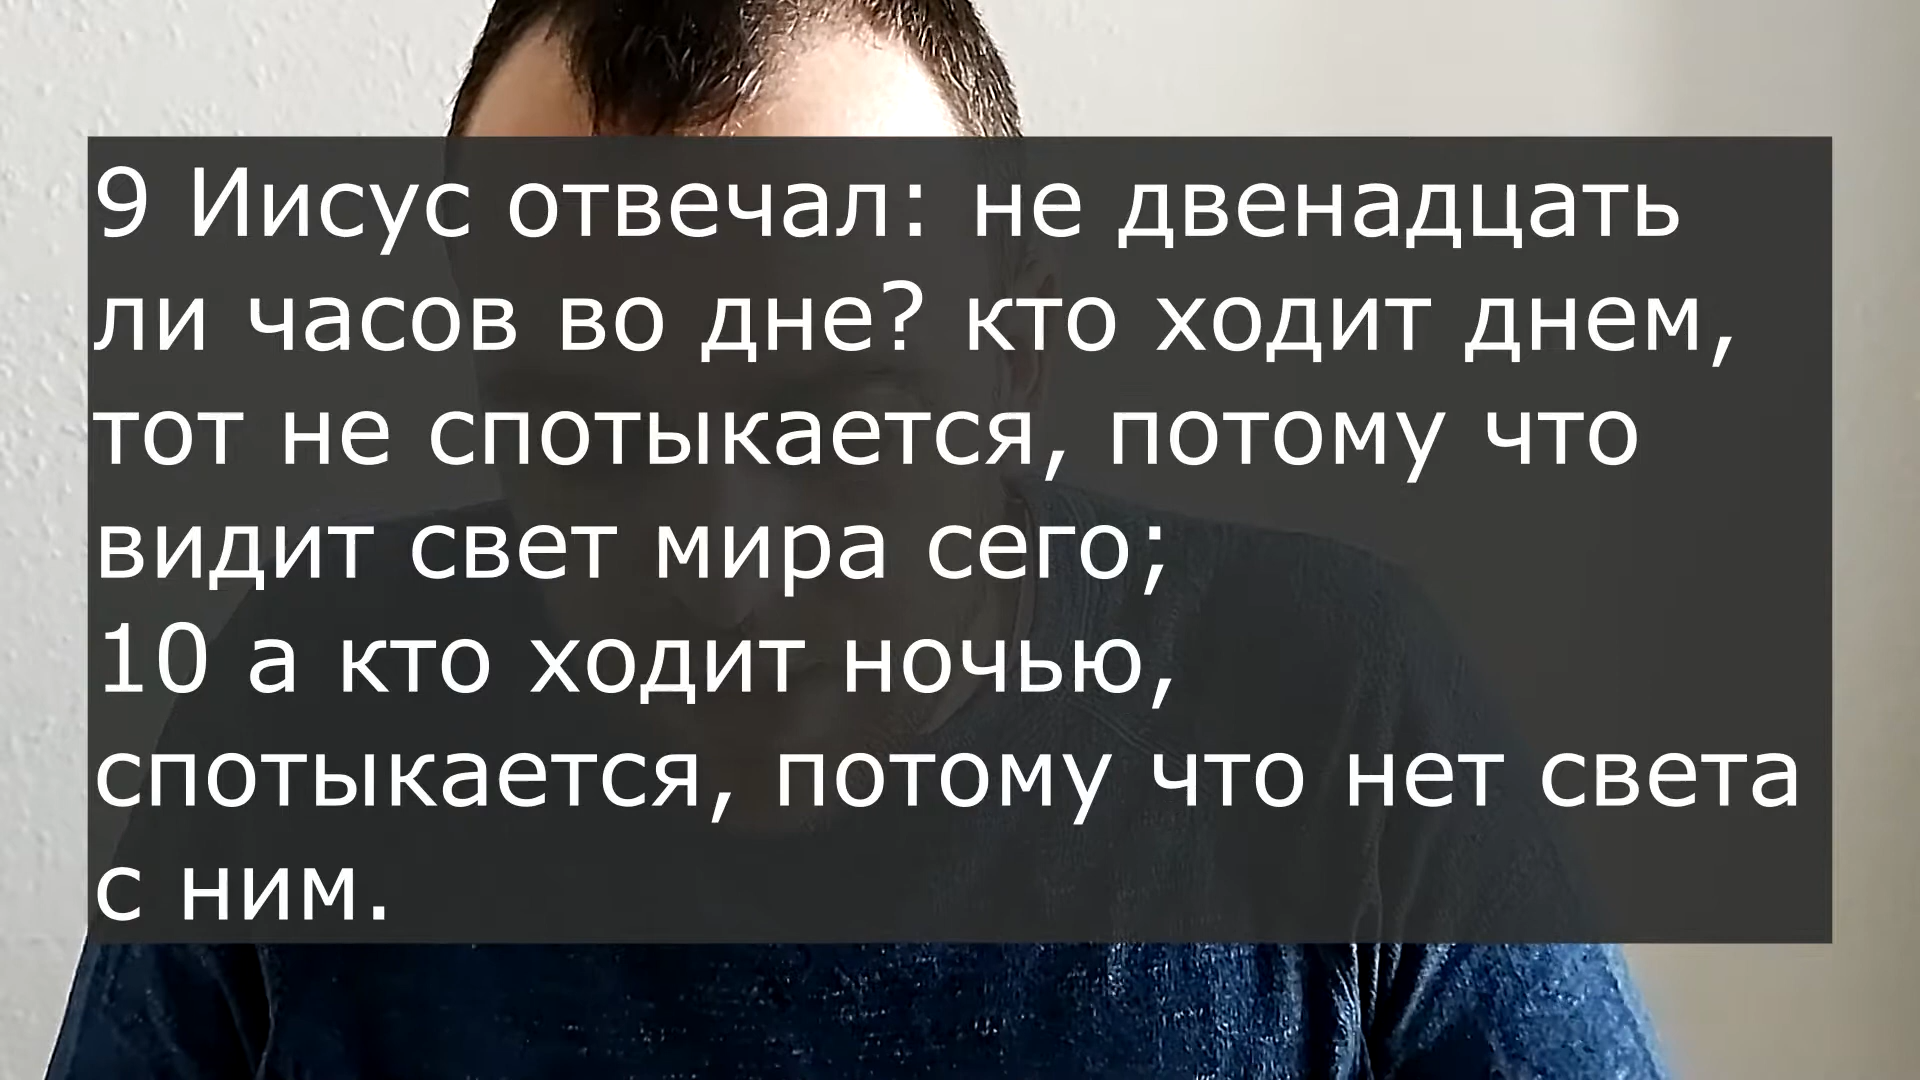 9 Иисус отвечал: не двенадцать
ли часов во дне? кто ходит днем,
тот не спотыкается, потому что
видит свет мира сего;
10 а кто ходит ночью,
спотыкается, потому что нет света
с ним.